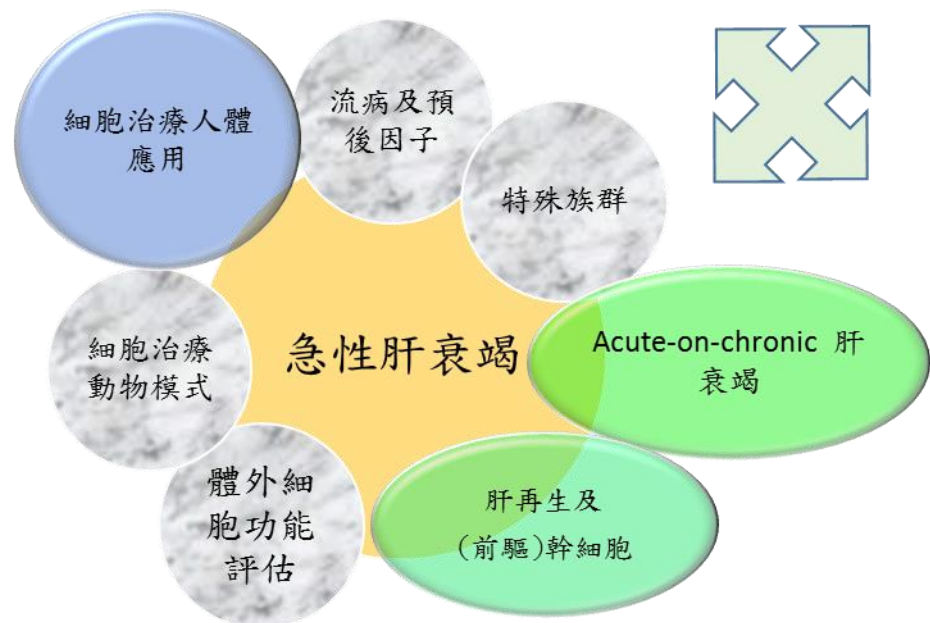 細胞治療人體
應用
流病及預
後因子
特殊族群
Acute-on-chronic 肝
衰竭
肝再生及
(前驅)幹細胞
體外細
胞功能
評估
細胞治療
動物模式
急性肝衰竭